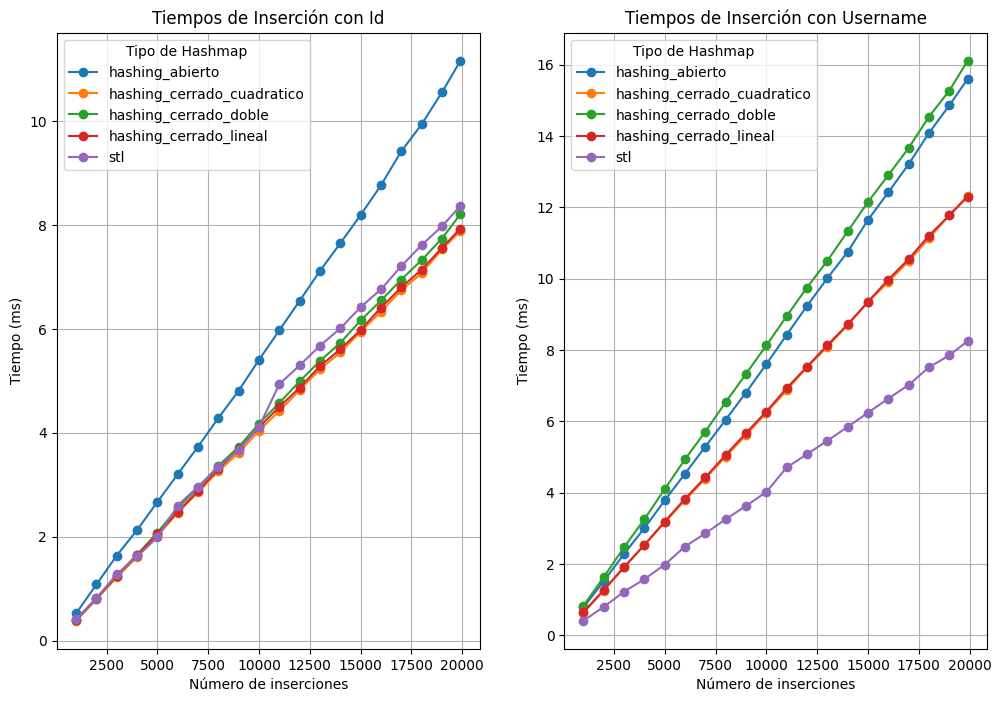 Tiempos de Inserción con Id
Tipo de Hashmap
hashing_abierto
hashing_cerrado_cuadratico
hashing_cerrado_doble
hashing_cerrado_lineal
stl
Tiempo (ms)
10
8
6
4
2
0
2500 5000 7500 10000 12500 15000 17500 20000
Número de inserciones
Tiempos de Inserción con Username
Tipo de Hashmap
hashing_abierto
hashing_cerrado_cuadratico
hashing_cerrado_doble
hashing_cerrado_lineal
stl
Tiempo (ms)
16
14
12
10
8
6
4
2
0
2500 5000 7500 10000 12500 15000 17500 20000
Número de inserciones